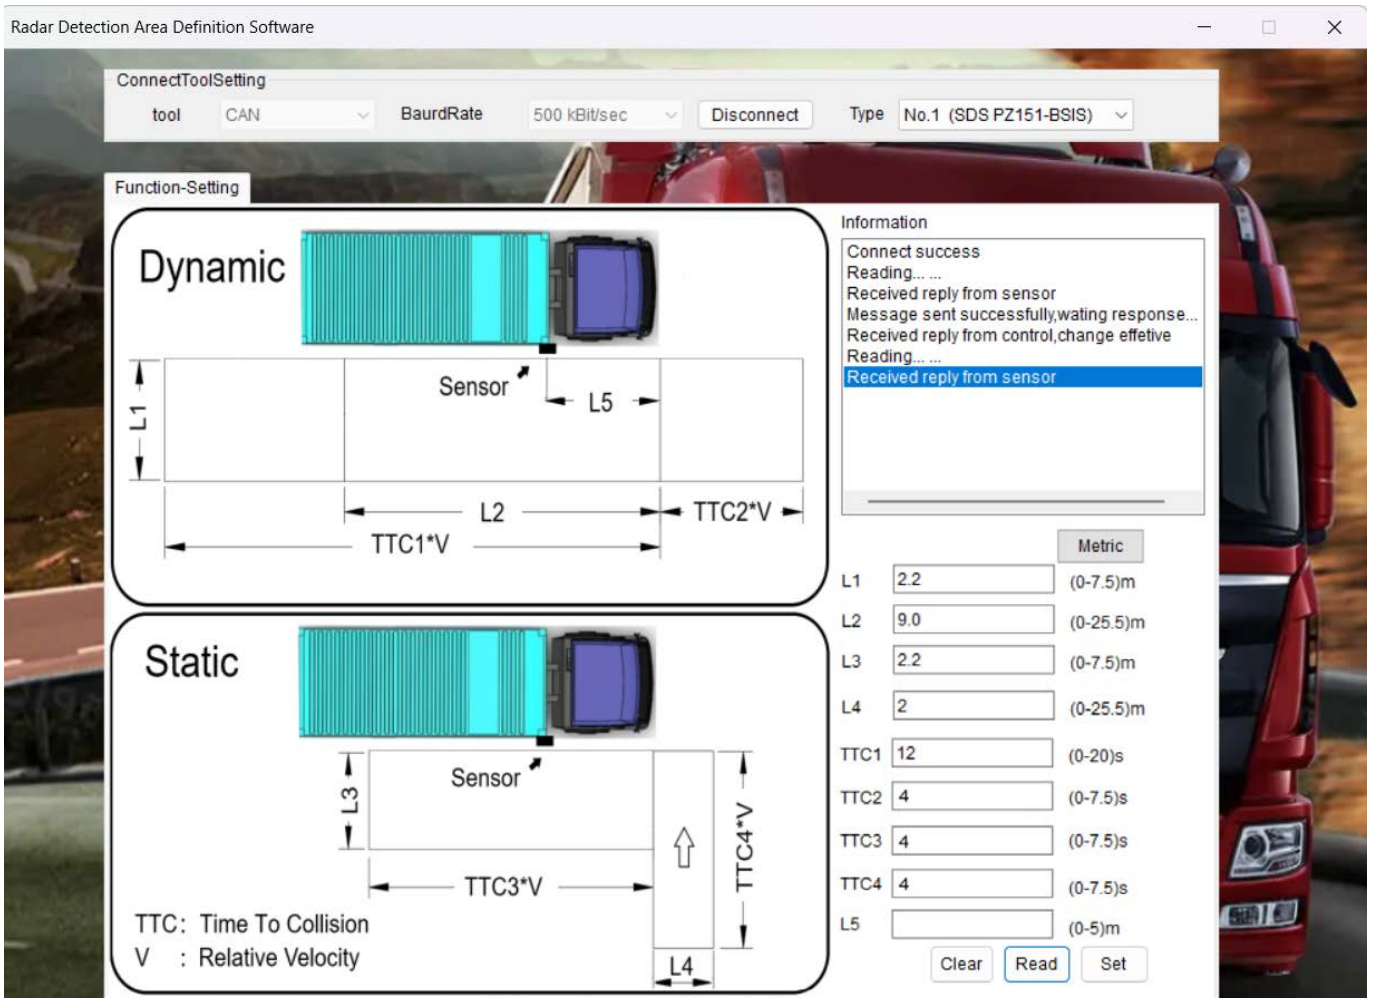 Radar Detection Area Definition Software
ConnectToolSetting
tool CAN BaurdRate 500 kBit/sec Disconnect Type No.1 (SDS PZ151-BSIS)
Function-Setting
Dynamic
Sensor
L5
L1
L2
TTC2*V
TTC1*V
Static
Sensor
L3
TTC4*V
TTC3*V
TTC: Time To Collision
V : Relative Velocity
L4
Information
Connect success
Reading... ...
Received reply from sensor
Message sent successfully,wating response...
Received reply from control,change effetive
Reading... ...
Received reply from sensor
Metric
L1 2.2 (0-7.5)m
L2 9.0 (0-25.5)m
L3 2.2 (0-7.5)m
L4 2 (0-25.5)m
TTC1 12 (0-20)s
TTC2 4 (0-7.5)s
TTC3 4 (0-7.5)s
TTC4 4 (0-7.5)s
L5 (0-5)m
Clear Read Set